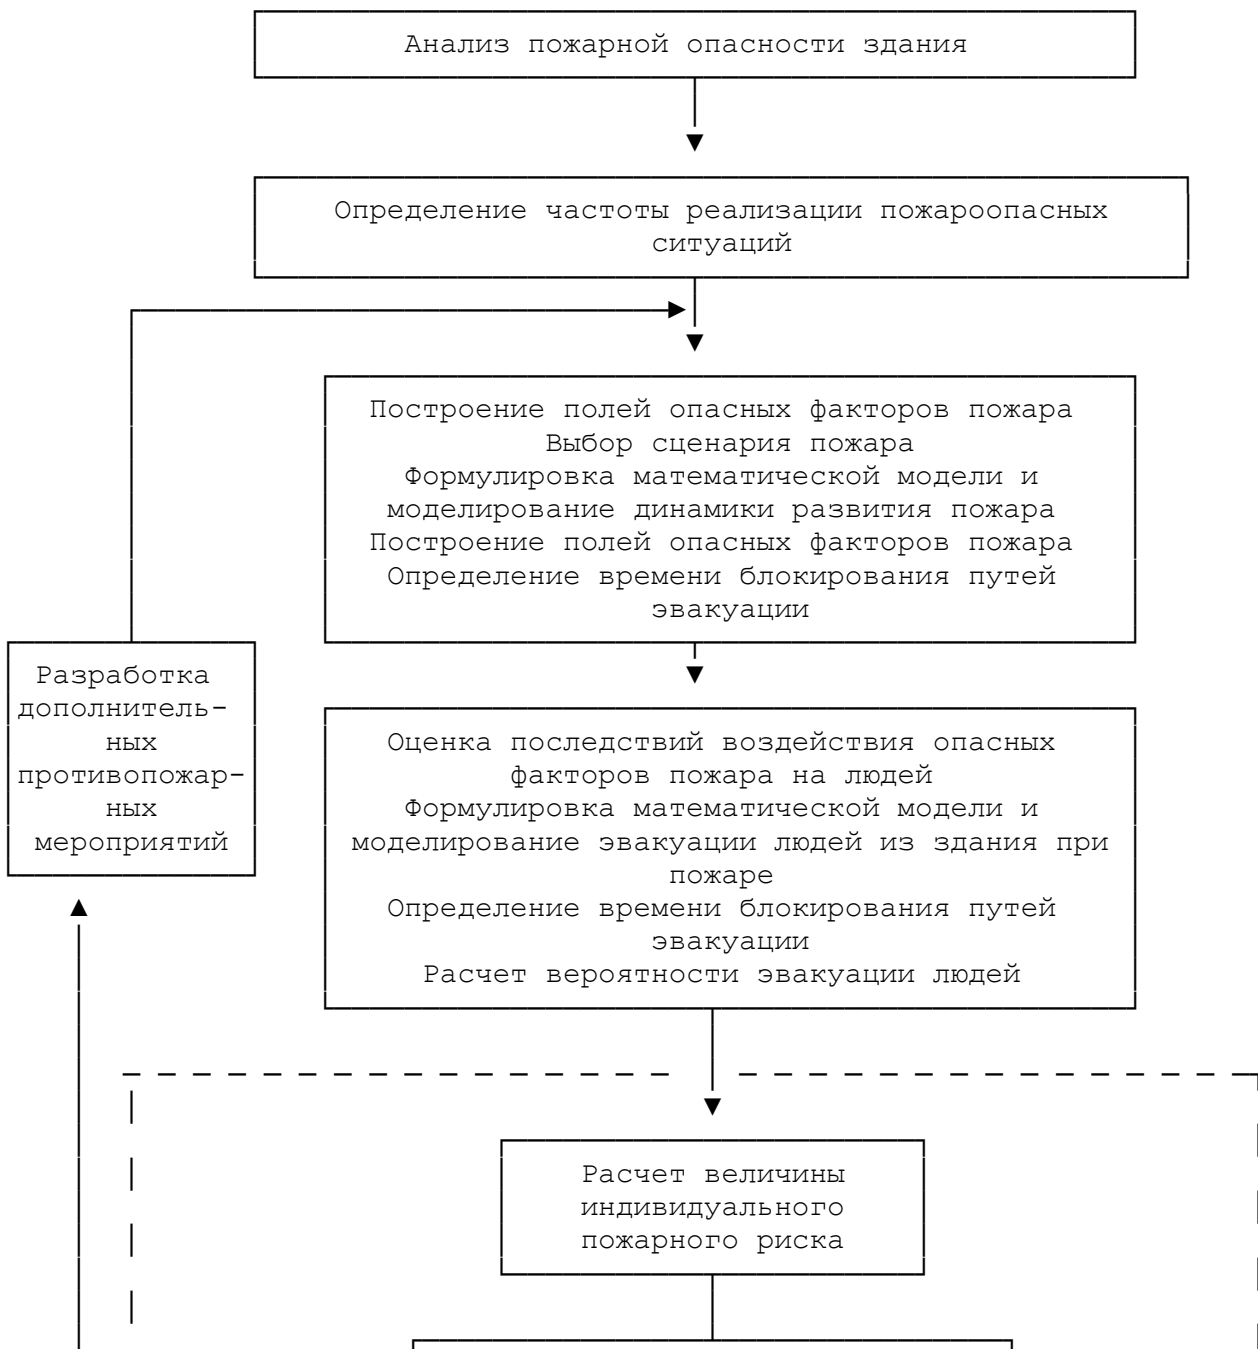 Анализ пожарной опасности здания
Определение частоты реализации пожароопасных
ситуаций
Построение полей опасных факторов пожара
Выбор сценария пожара
Формулировка математической модели и
моделирование динамики развития пожара
Построение полей опасных факторов пожара
Определение времени блокирования путей
эвакуации
Разработка
дополнитель-
ных
противопожар-
ных
мероприятий
Оценка последствий воздействия опасных
факторов пожара на людей
Формулировка математической модели и
моделирование эвакуации людей из здания при
пожаре
Определение времени блокирования путей
эвакуации
Расчет вероятности эвакуации людей
Расчет величины
индивидуального
пожарного риска